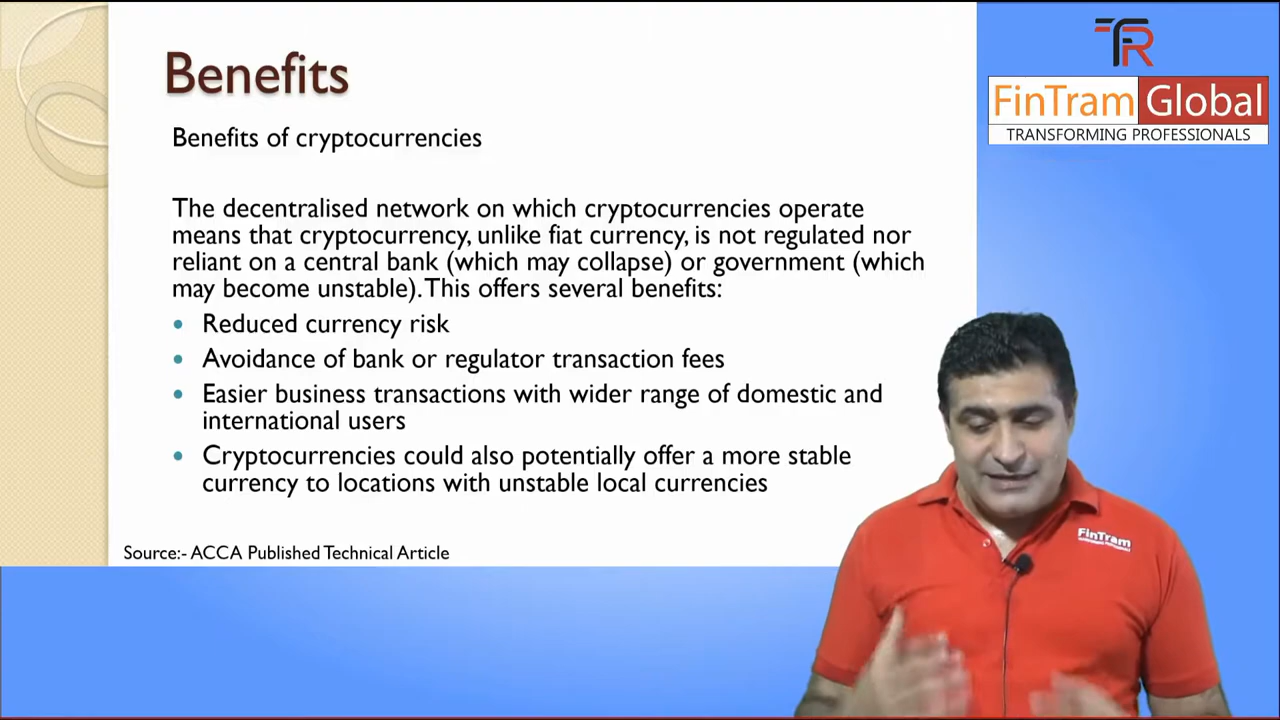 Benefits
Benefits of cryptocurrencies
The decentralised network on which cryptocurrencies operate
means that cryptocurrency, unlike fiat currency, is not regulated nor
reliant on a central bank (which may collapse) or government (which
may become unstable). This offers several benefits:
• Reduced currency risk
• Avoidance of bank or regulator transaction fees
• Easier business transactions with wider range of domestic and
international users
• Cryptocurrencies could also potentially offer a more stable
currency to locations with unstable local currencies
Source:- ACCA Published Technical Article
FinTram Global
TRANSFORMING PROFESSIONALS
FinTram